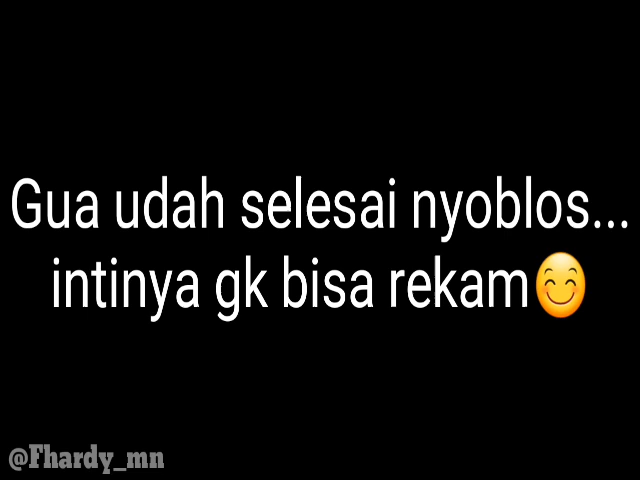 Gua udah selesai nyoblos...
intinya gk bisa rekam😊
@Fhardy_mn